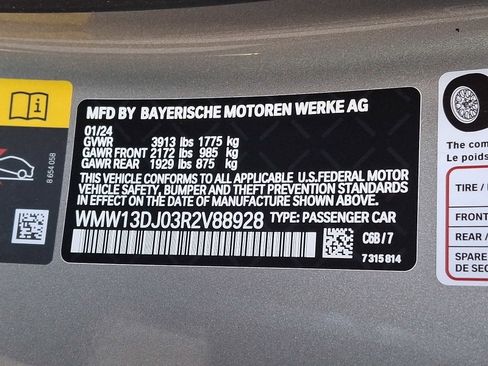 MFD BY BAYERISCHE MOTOREN WERKE AG
01/24
GVWR 3913 lbs 1775 kg
GAWR FRONT 2172 lbs 985 kg
GAWR REAR 1929 lbs 875 kg
THIS VEHICLE CONFORMS TO ALL APPLICABLE U.S.FEDERAL MOTOR
VEHICLE SAFETY, BUMPER AND THEFT PREVENTION STANDARDS
IN EFFECT ON THE DATE OF MANUFACTURE SHOWN ABOVE.
WMW13DJ03R2V88928 TYPE: PASSENGER CAR
C6B / 7
7 315 814
8 654 058
The com
Le poids
TIRE /
FRONT
REAR /
SPARE
DE SEC